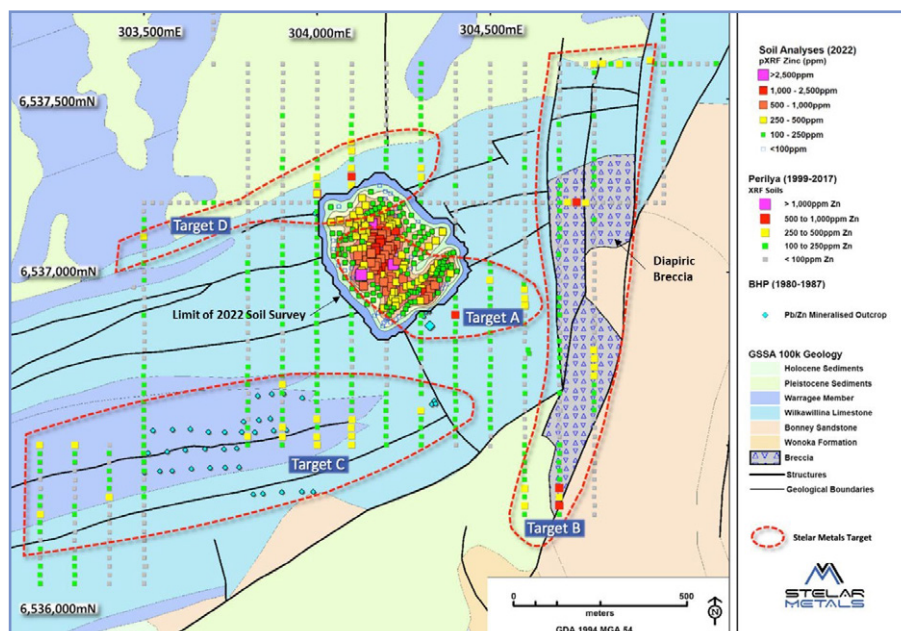 303,500mE
304,000mE
304,500mE
6,537,500mN
6,537,000mN
6,536,000mN
Target D
Limit of 2022 Soil Survey
Target A
Diapiric
Breccia
Target C
Target B
0
500
meters
N
GDA 1994 MGA 54
Soil Analyses (2022)
pXRF Zinc (ppm)
>2,500ppm
1,000 - 2,500ppm
500 - 1,000ppm
250 - 500ppm
100 - 250ppm
<100ppm
Perilya (1999-2017)
XRF Soils
> 1,000ppm Zn
500 to 1,000ppm Zn
250 to 500ppm Zn
100 to 250ppm Zn
< 100ppm Zn
BHP (1980-1987)
Pb/Zn Mineralised Outcrop
GSSA 100k Geology
Holocene Sediments
Pleistocene Sediments
Warragee Member
Wilkawillina Limestone
Bonney Sandstone
Wonoka Formation
Breccia
Structures
Geological Boundaries
Stelar Metals Target
STELAR
METALS